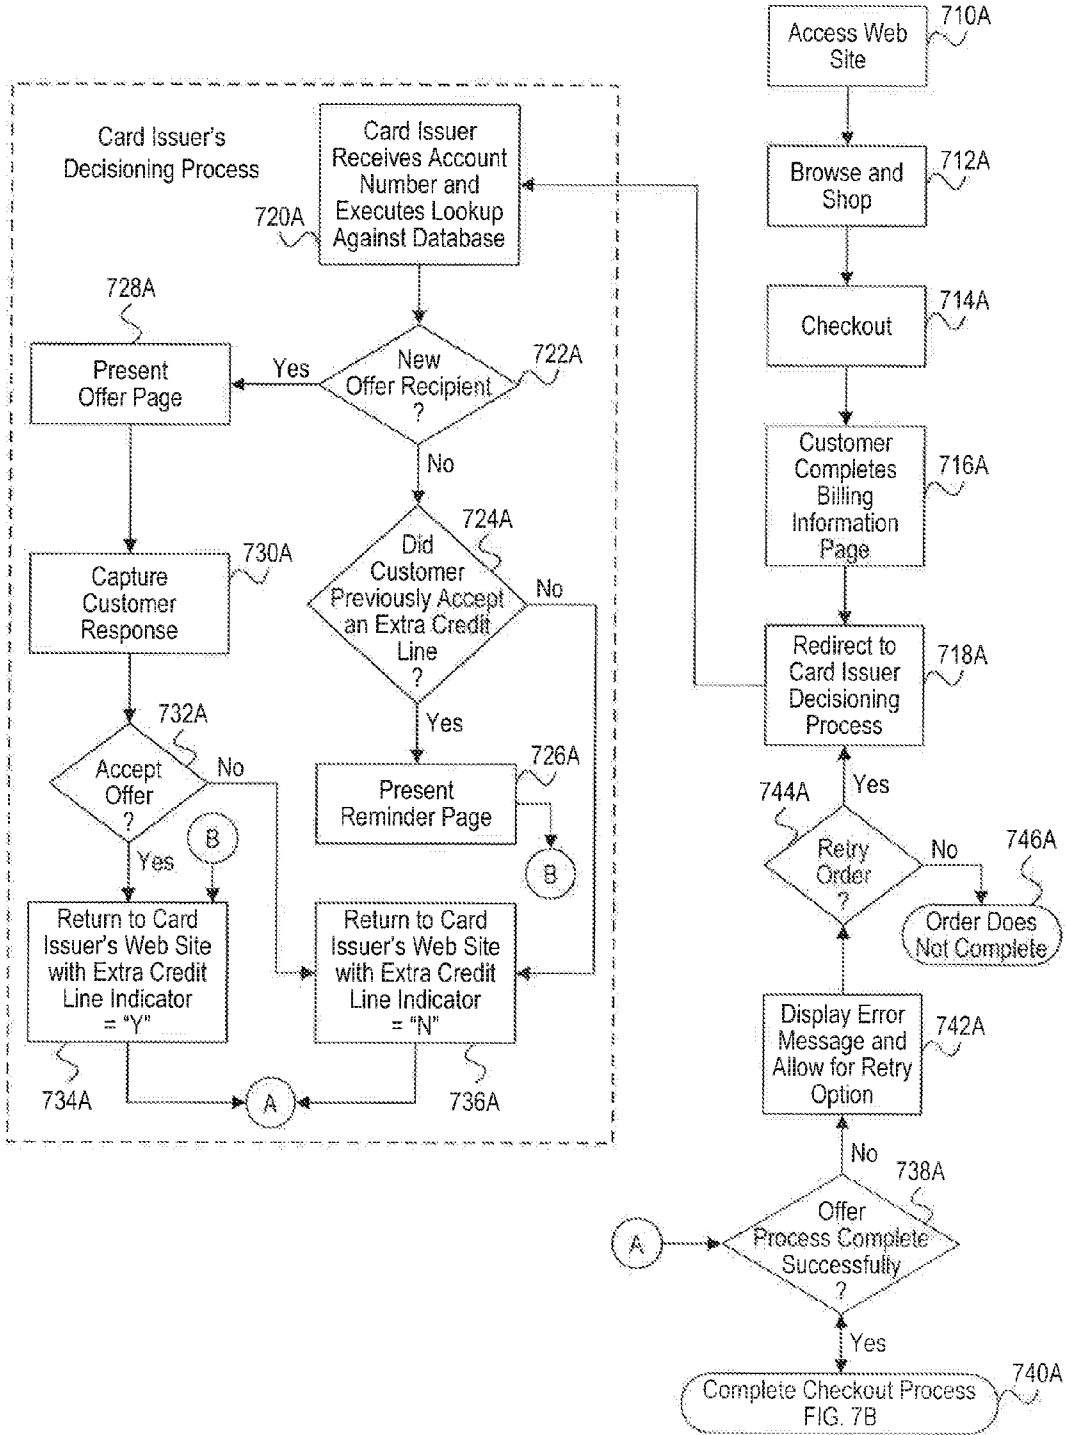 Access Web
Site
710A
Browse and
Shop
712A
Checkout
714A
Customer
Completes
Billing
Information
Page
716A
Redirect to
Card Issuer
Decisioning
Process
718A
Card Issuer's
Decisioning Process
Card Issuer
Receives Account
Number and
Executes Lookup
Against Database
720A
New
Offer Recipient
?
722A
Yes
No
728A
Present
Offer Page
724A
Did
Customer
Previously Accept
an Extra Credit
Line
?
No
Yes
730A
Capture
Customer
Response
732A
Accept
Offer
?
No
Yes
B
726A
Present
Reminder Page
B
Return to Card
Issuer's Web Site
with Extra Credit
Line Indicator
= "Y"
734A
Return to Card
Issuer's Web Site
with Extra Credit
Line Indicator
= "N"
736A
A
744A
Yes
Retry
Order
?
No
746A
Order Does
Not Complete
Display Error
Message and
Allow for Retry
Option
742A
No
738A
A
Offer
Process Complete
Successfully
?
Yes
740A
Complete Checkout Process
FIG. 7B